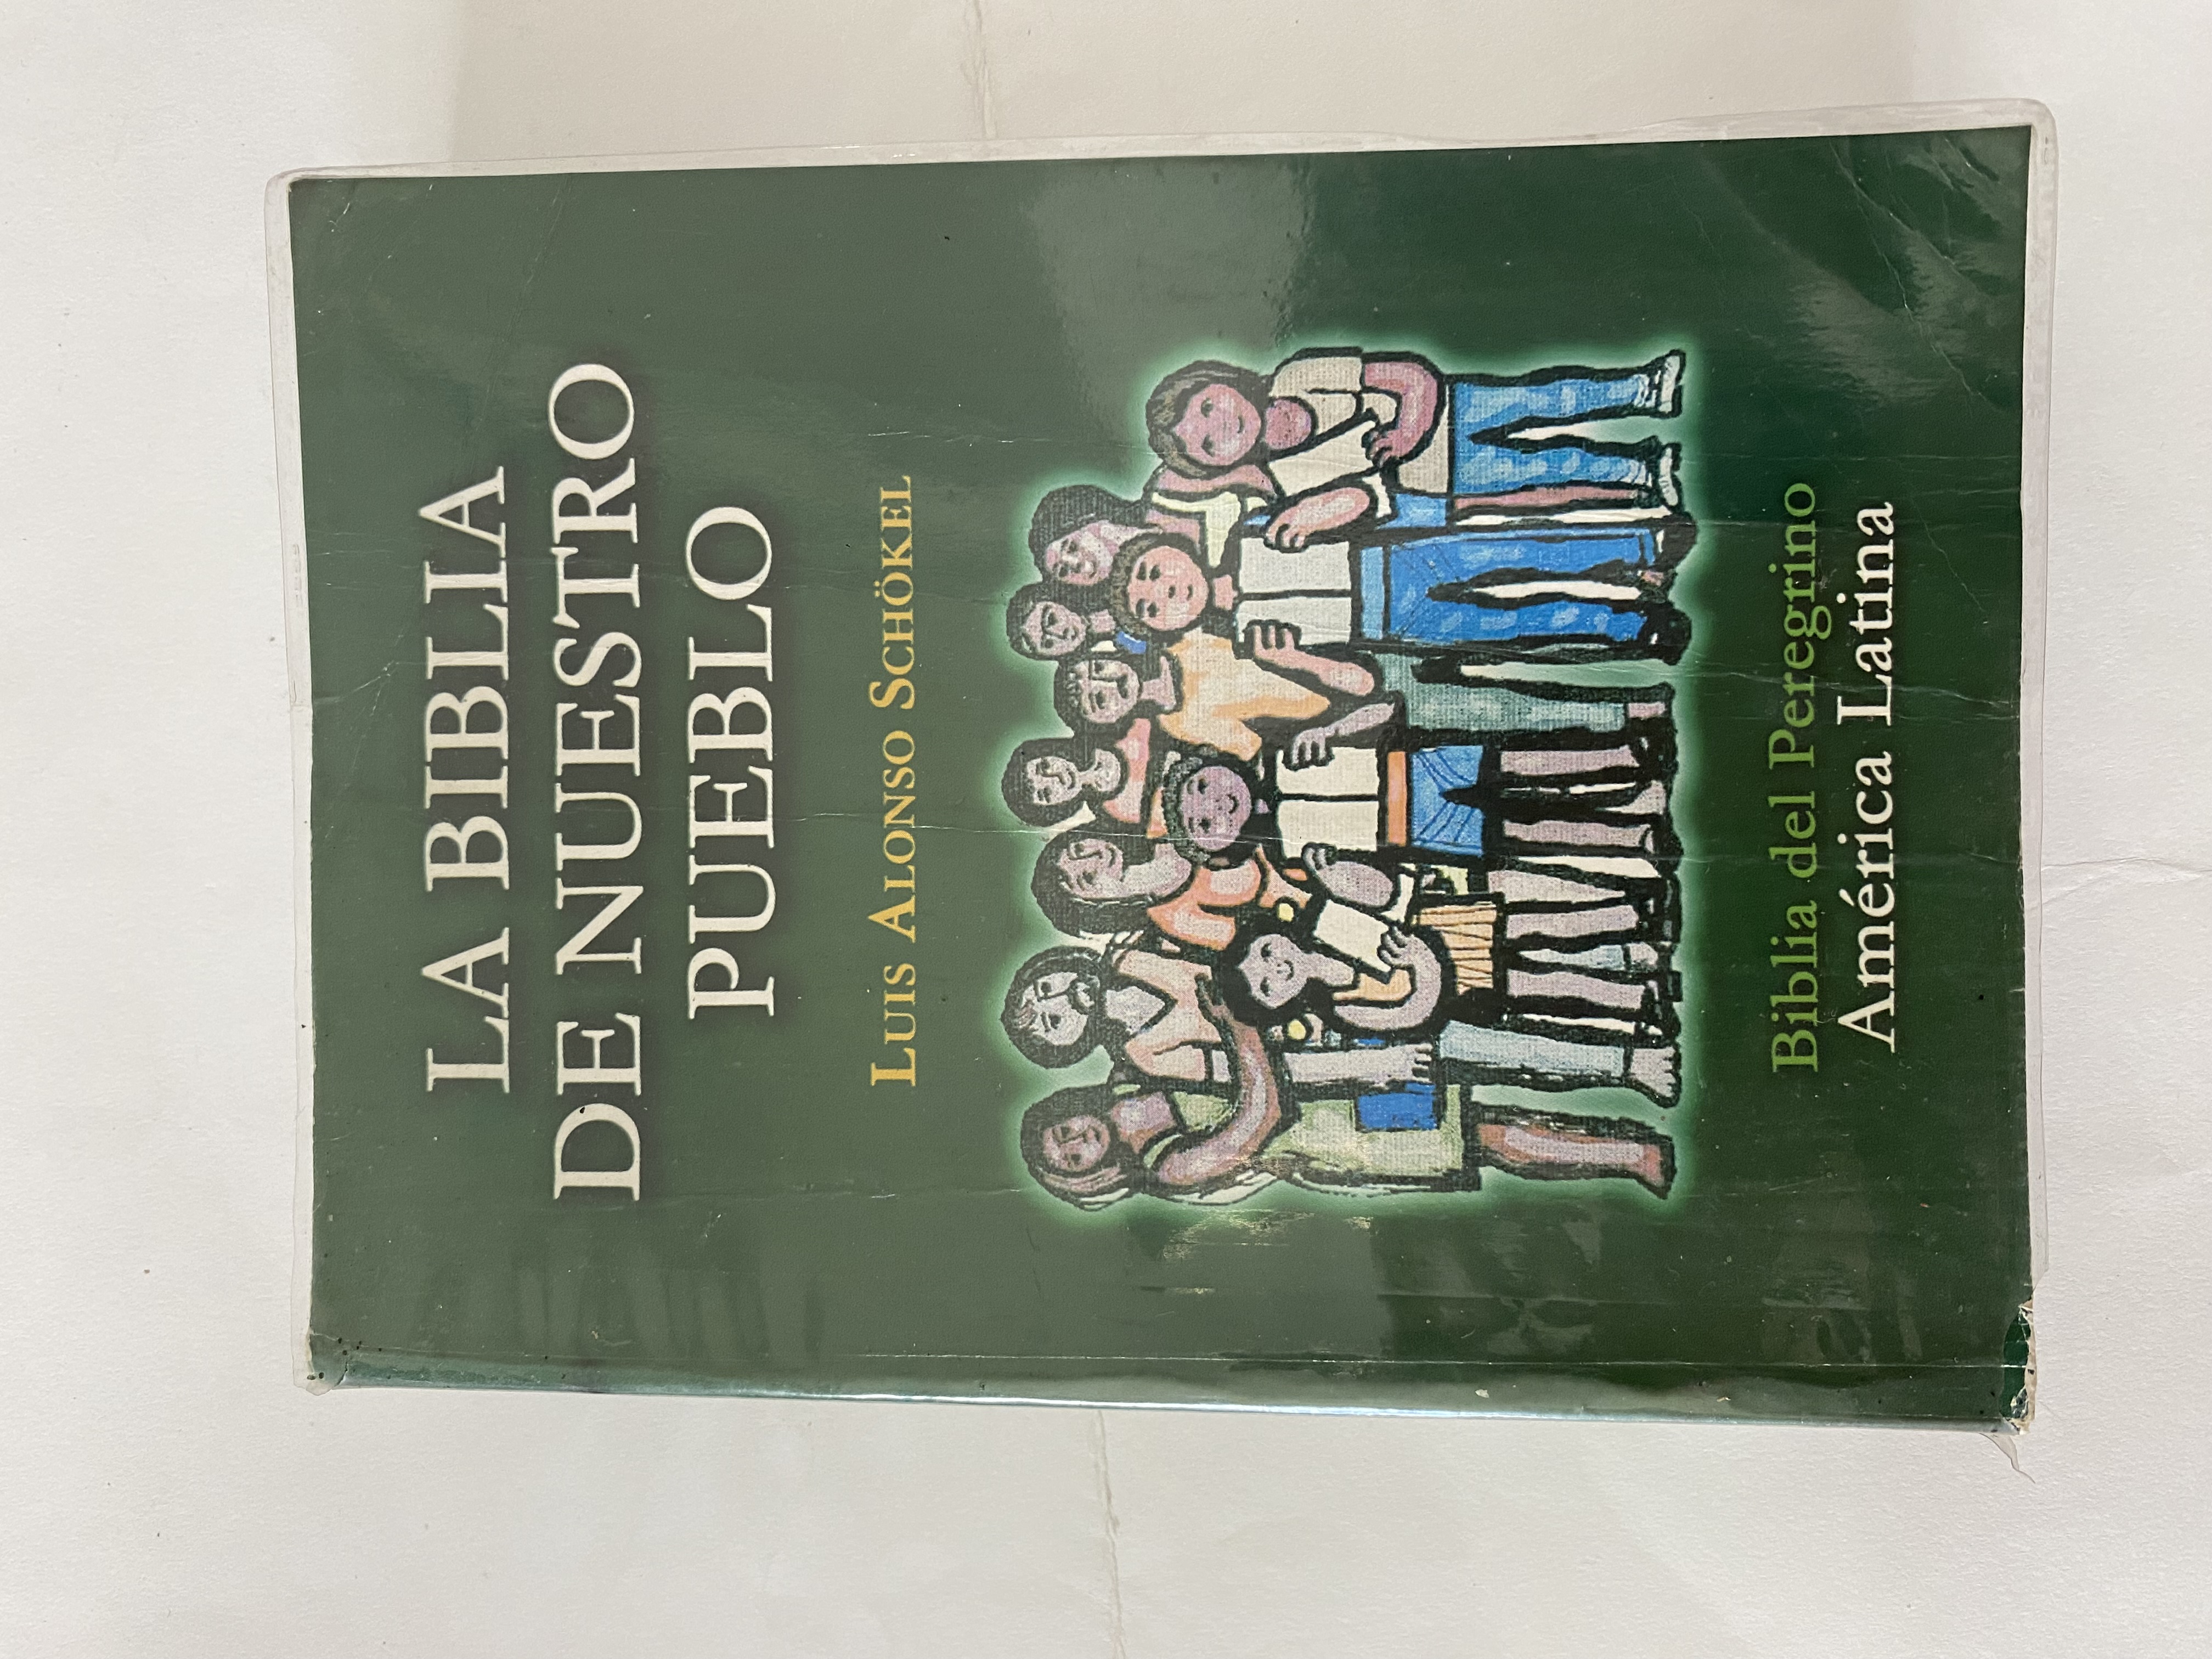 LA BIBLIA
DE NUESTRO
PUEBLO
LUIS ALONSO SCHÖKEL
Biblia del Peregrino
América Latina